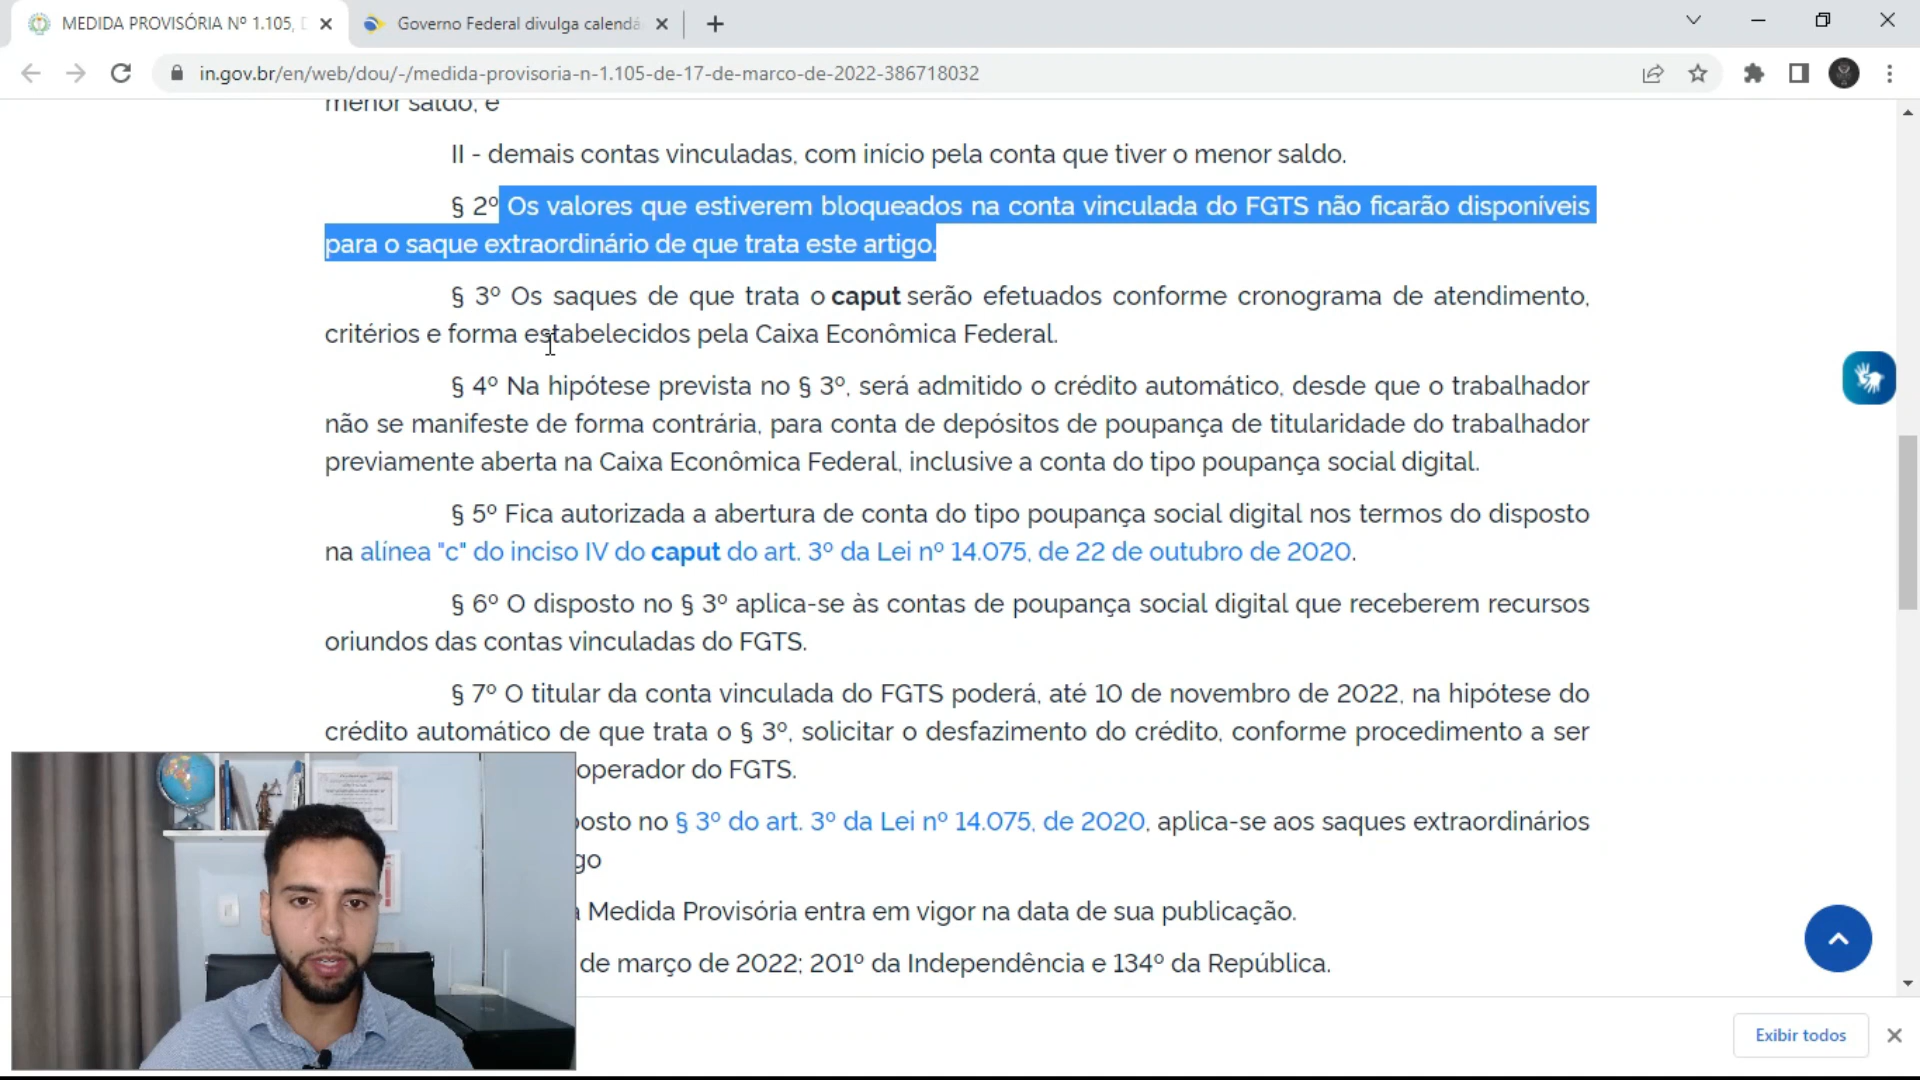 MEDIDA PROVISÓRIA Nº 1.105,
Governo Federal divulga calendá
in.gov.br/en/web/dou/-/medida-provisoria-n-1.105-de-17-de-marco-de-2022-386718032
menor saldo; e
II - demais contas vinculadas, com início pela conta que tiver o menor saldo.
§ 2º Os valores que estiverem bloqueados na conta vinculada do FGTS não ficarão disponíveis
para o saque extraordinário de que trata este artigo.
§ 3º Os saques de que trata o caput serão efetuados conforme cronograma de atendimento,
critérios e forma estabelecidos pela Caixa Econômica Federal.
§ 4º Na hipótese prevista no § 3º, será admitido o crédito automático, desde que o trabalhador
não se manifeste de forma contrária, para conta de depósitos de poupança de titularidade do trabalhador
previamente aberta na Caixa Econômica Federal, inclusive a conta do tipo poupança social digital.
§ 5º Fica autorizada a abertura de conta do tipo poupança social digital nos termos do disposto
na alínea "c" do inciso IV do caput do art. 3º da Lei nº 14.075, de 22 de outubro de 2020.
§ 6º O disposto no § 3º aplica-se às contas de poupança social digital que receberem recursos
oriundos das contas vinculadas do FGTS.
§ 7º O titular da conta vinculada do FGTS poderá, até 10 de novembro de 2022, na hipótese do
crédito automático de que trata o § 3º, solicitar o desfazimento do crédito, conforme procedimento a ser
operador do FGTS.
posto no § 3º do art. 3º da Lei nº 14.075, de 2020, aplica-se aos saques extraordinários
go
a Medida Provisória entra em vigor na data de sua publicação.
de março de 2022; 201º da Independência e 134º da República.
Exibir todos